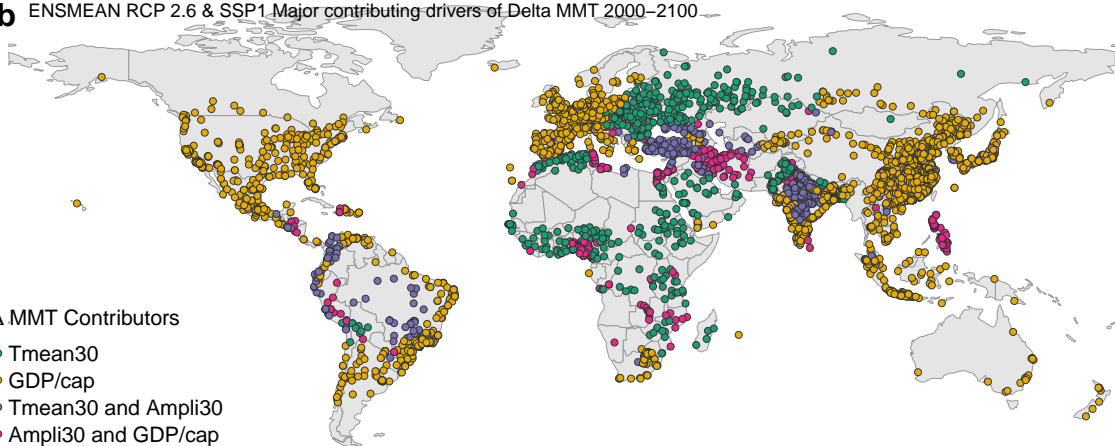 b ENSMEAN RCP 2.6 & SSP1 Major contributing drivers of Delta MMT 2000–2100
MMT Contributors
Tmean30
GDP/cap
Tmean30 and Ampli30
Ampli30 and GDP/cap